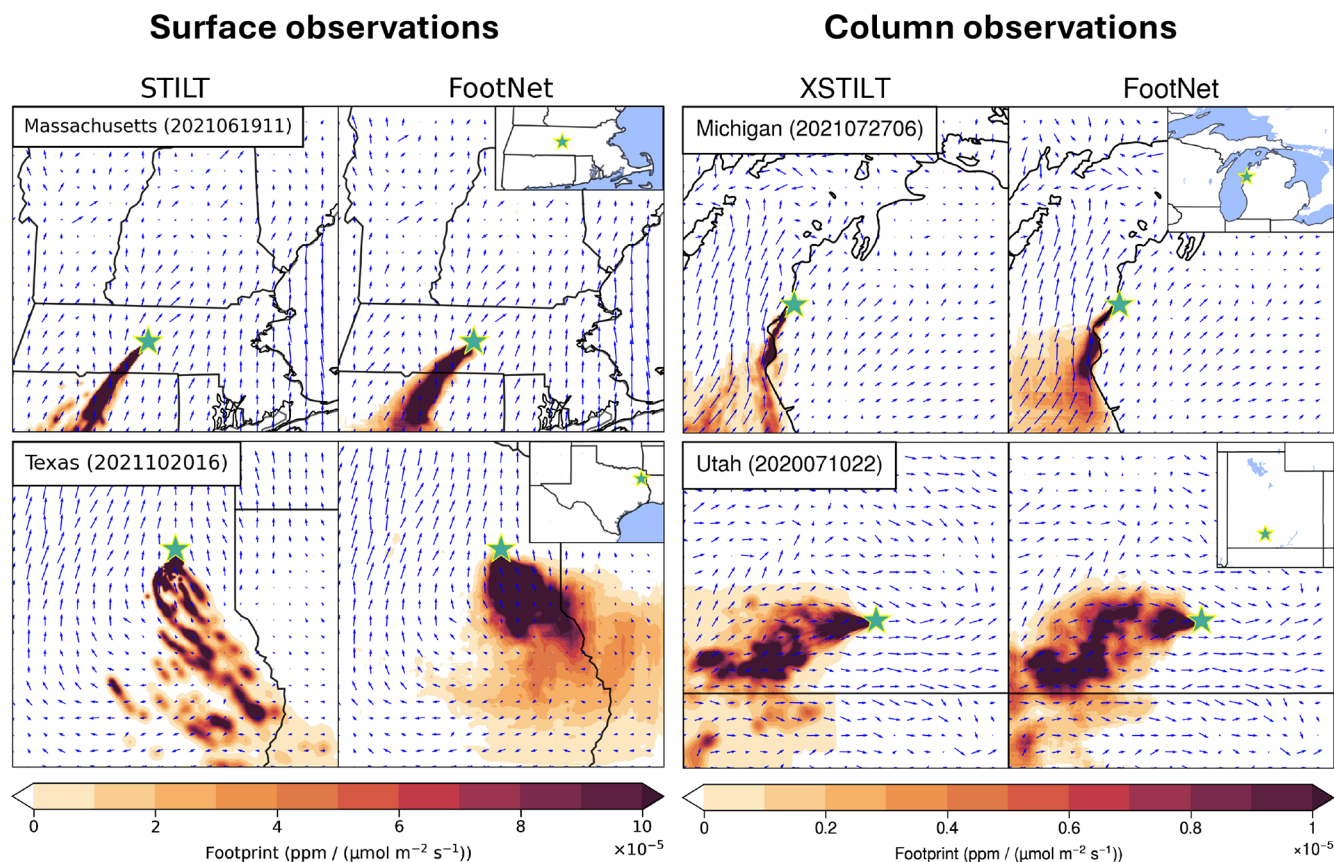 Surface observations
Column observations
STILT
FootNet
XSTILT
FootNet
Massachusetts (2021061911)
Michigan (2021072706)
Texas (2021102016)
Utah (2020071022)
0 2 4 6 8 10
×10⁻⁵
Footprint (ppm / (μmol m⁻² s⁻¹))
0 0.2 0.4 0.6 0.8 1
×10⁻⁵
Footprint (ppm / (μmol m⁻² s⁻¹))